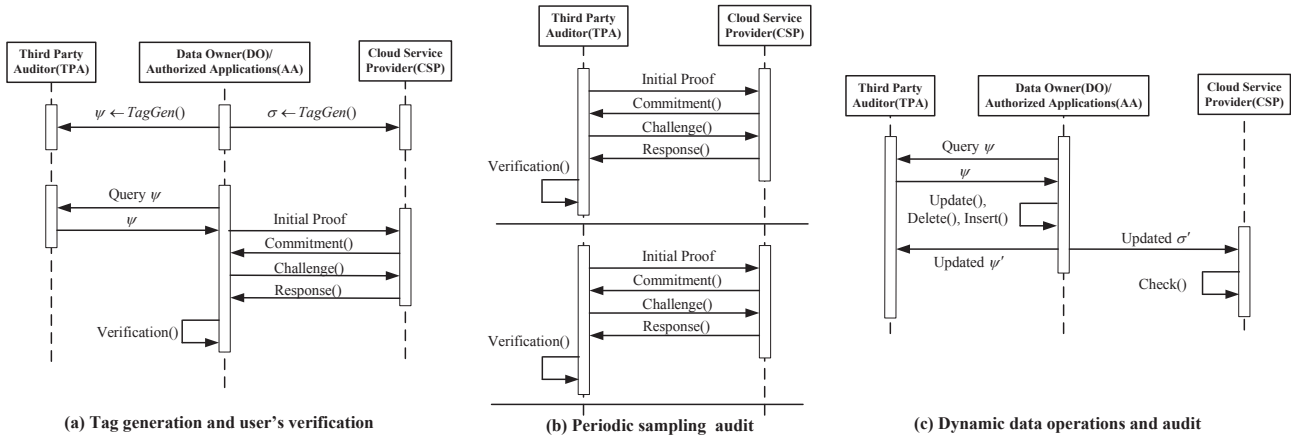 Third Party
Auditor(TPA)
Data Owner(DO)/
Authorized Applications(AA)
Cloud Service
Provider(CSP)
ψ ← TagGen()
σ ← TagGen()
Query ψ
ψ
Initial Proof
Commitment()
Challenge()
Response()
Verification()
(a) Tag generation and user's verification
Third Party
Auditor(TPA)
Cloud Service
Provider(CSP)
Initial Proof
Commitment()
Challenge()
Response()
Verification()
Initial Proof
Commitment()
Challenge()
Response()
Verification()
(b) Periodic sampling audit
Third Party
Auditor(TPA)
Data Owner(DO)/
Authorized Applications(AA)
Cloud Service
Provider(CSP)
Query ψ
ψ
Update(),
Delete(), Insert()
Updated ψ′
Updated σ′
Check()
(c) Dynamic data operations and audit